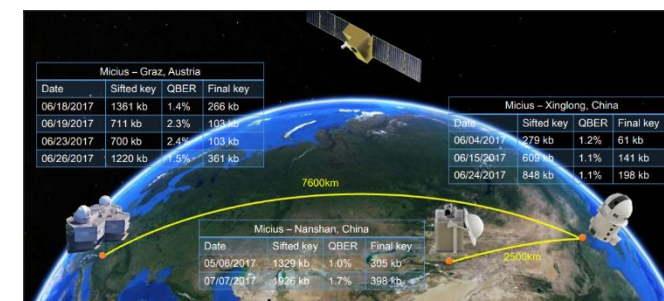 Micius – Graz, Austria
Date Sifted key QBER Final key
06/18/2017 1361 kb 1.4% 266 kb
06/19/2017 711 kb 2.3% 103 kb
06/23/2017 700 kb 2.4% 103 kb
06/26/2017 1220 kb 1.5% 361 kb
Micius – Xinglong, China
Date Sifted key QBER Final key
06/04/2017 279 kb 1.2% 61 kb
06/15/2017 609 kb 1.1% 141 kb
06/24/2017 848 kb 1.1% 198 kb
7600km
Micius – Nanshan, China
Date Sifted key QBER Final key
05/06/2017 1329 kb 1.0% 305 kb
07/07/2017 1926 kb 1.7% 398 kb
2500km